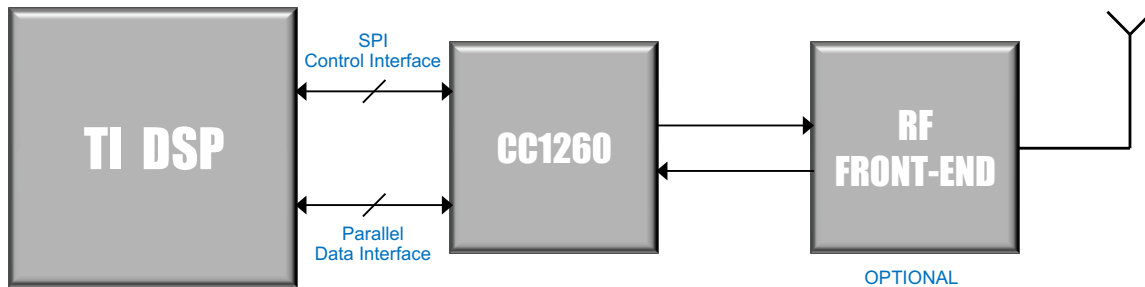 TI DSP
SPI
Control Interface
Parallel
Data Interface
CC1260
RF
FRONT-END
OPTIONAL